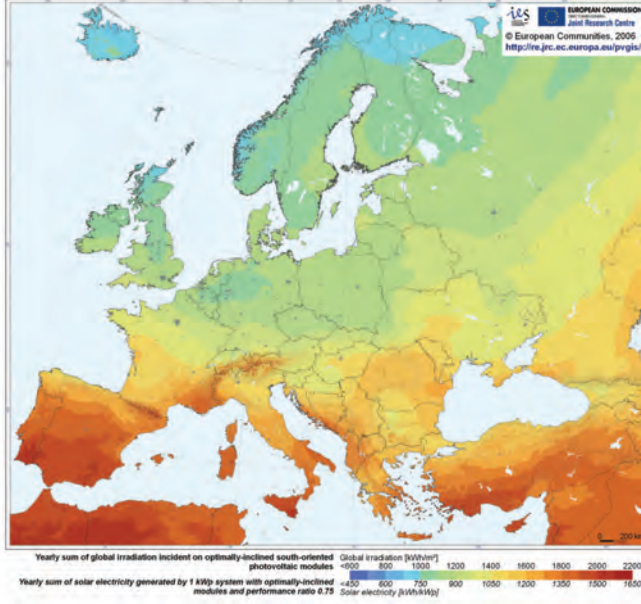 ies
EUROPEAN COMMISSION
Joint Research Centre
© European Communities, 2006
http://re.jrc.ec.europa.eu/pvgis/
0 200 km
Yearly sum of global irradiation incident on optimally-inclined south-oriented
photovoltaic modules
Global irradiation [kWh/m²]
<600 800 1000 1200 1400 1600 1800 2000 2200
<450 600 750 900 1050 1200 1350 1500 1650
Yearly sum of solar electricity generated by 1 kWp system with optimally-inclined
modules and performance ratio 0.75
Solar electricity [kWh/kWp]